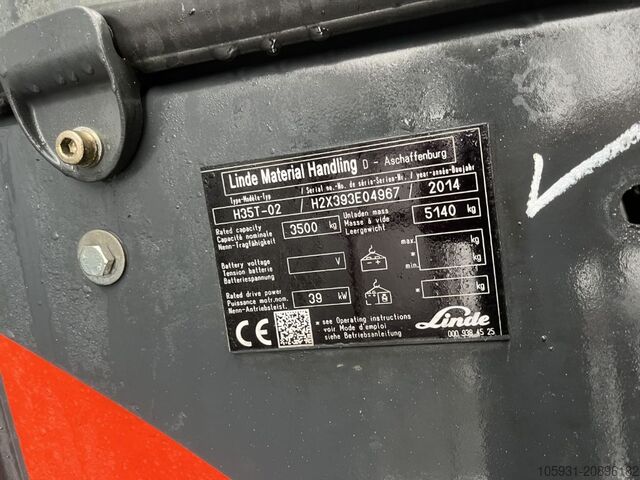 Linde Material Handling D - Aschaffenburg
Type-Modèle-Typ / Serial no.-No. de série-Serien-Nr. / year-année-Baujahr
H35T-02 / H2X393E04967 / 2014
Rated capacity
Capacité nominale
Nenn-Tragfähigkeit
3500 kg
Unladen mass
Masse à vide
Leergewicht
5140 kg
Battery voltage
Tension batterie
Batteriespannung
V
max.
* kg
min.
* kg
Rated drive power
Puissance motr.nom.
Nenn-Antriebsleist.
39 kW
* kg
CE
* see Operating instructions
voir Mode d'emploi
siehe Betriebsanleitung
Linde
000 938 45 25
105931-20896182